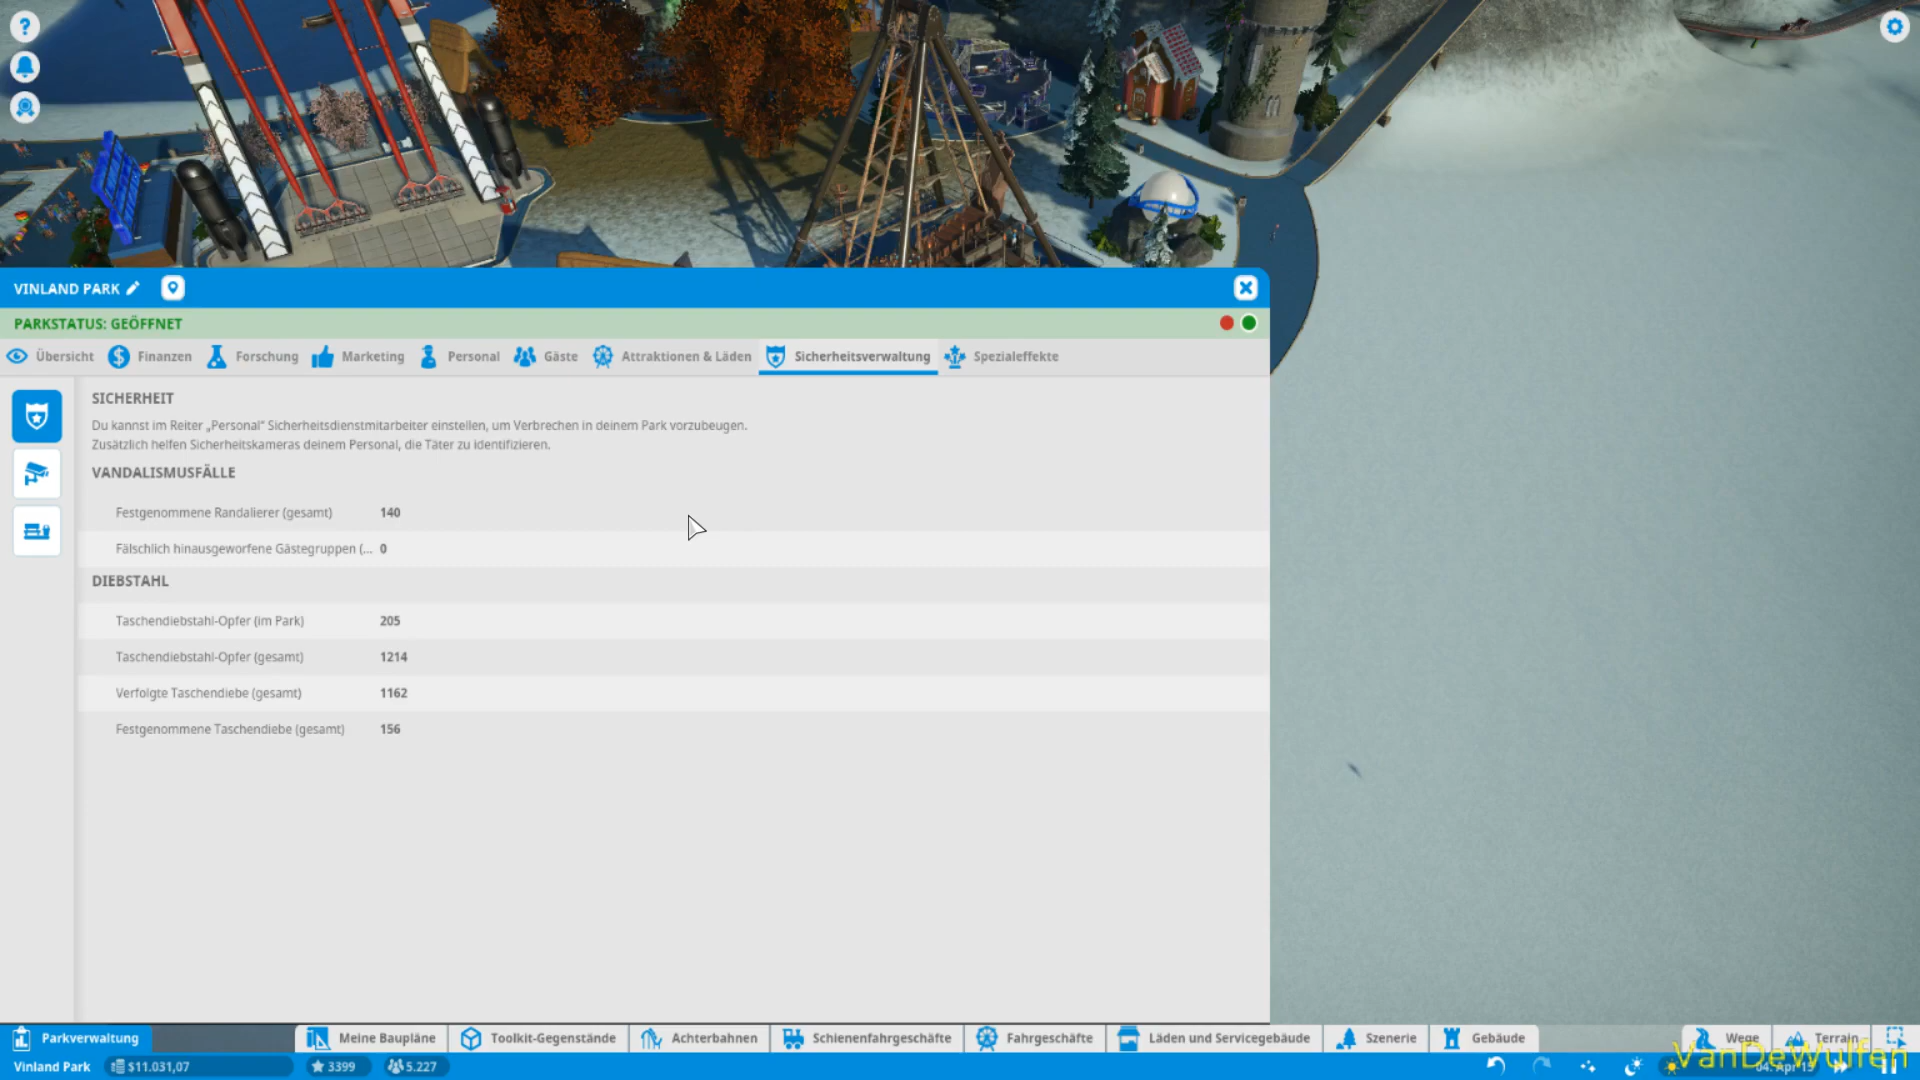 VINLAND PARK
PARKSTATUS: GEÖFFNET
Übersicht Finanzen Forschung Marketing Personal Gäste Attraktionen & Läden Sicherheitsverwaltung Spezialeffekte
SICHERHEIT
Du kannst im Reiter „Personal“ Sicherheitsdienstmitarbeiter einstellen, um Verbrechen in deinem Park vorzubeugen.
Zusätzlich helfen Sicherheitskameras deinem Personal, die Täter zu identifizieren.
VANDALISMUSFÄLLE
Festgenommene Randalierer (gesamt) 140
Fälschlich hinausgeworfene Gästegruppen (... 0
DIEBSTAHL
Taschendiebstahl-Opfer (im Park) 205
Taschendiebstahl-Opfer (gesamt) 1214
Verfolgte Taschendiebe (gesamt) 1162
Festgenommene Taschendiebe (gesamt) 156
Parkverwaltung Meine Baupläne Toolkit-Gegenstände Achterbahnen Schienenfahrgeschäfte Fahrgeschäfte Läden und Servicegebäude Szenerie Gebäude Wege Terrain
VanDeWulfen
Vinland Park $11.031,07 3399 5.227 04. Apr 15